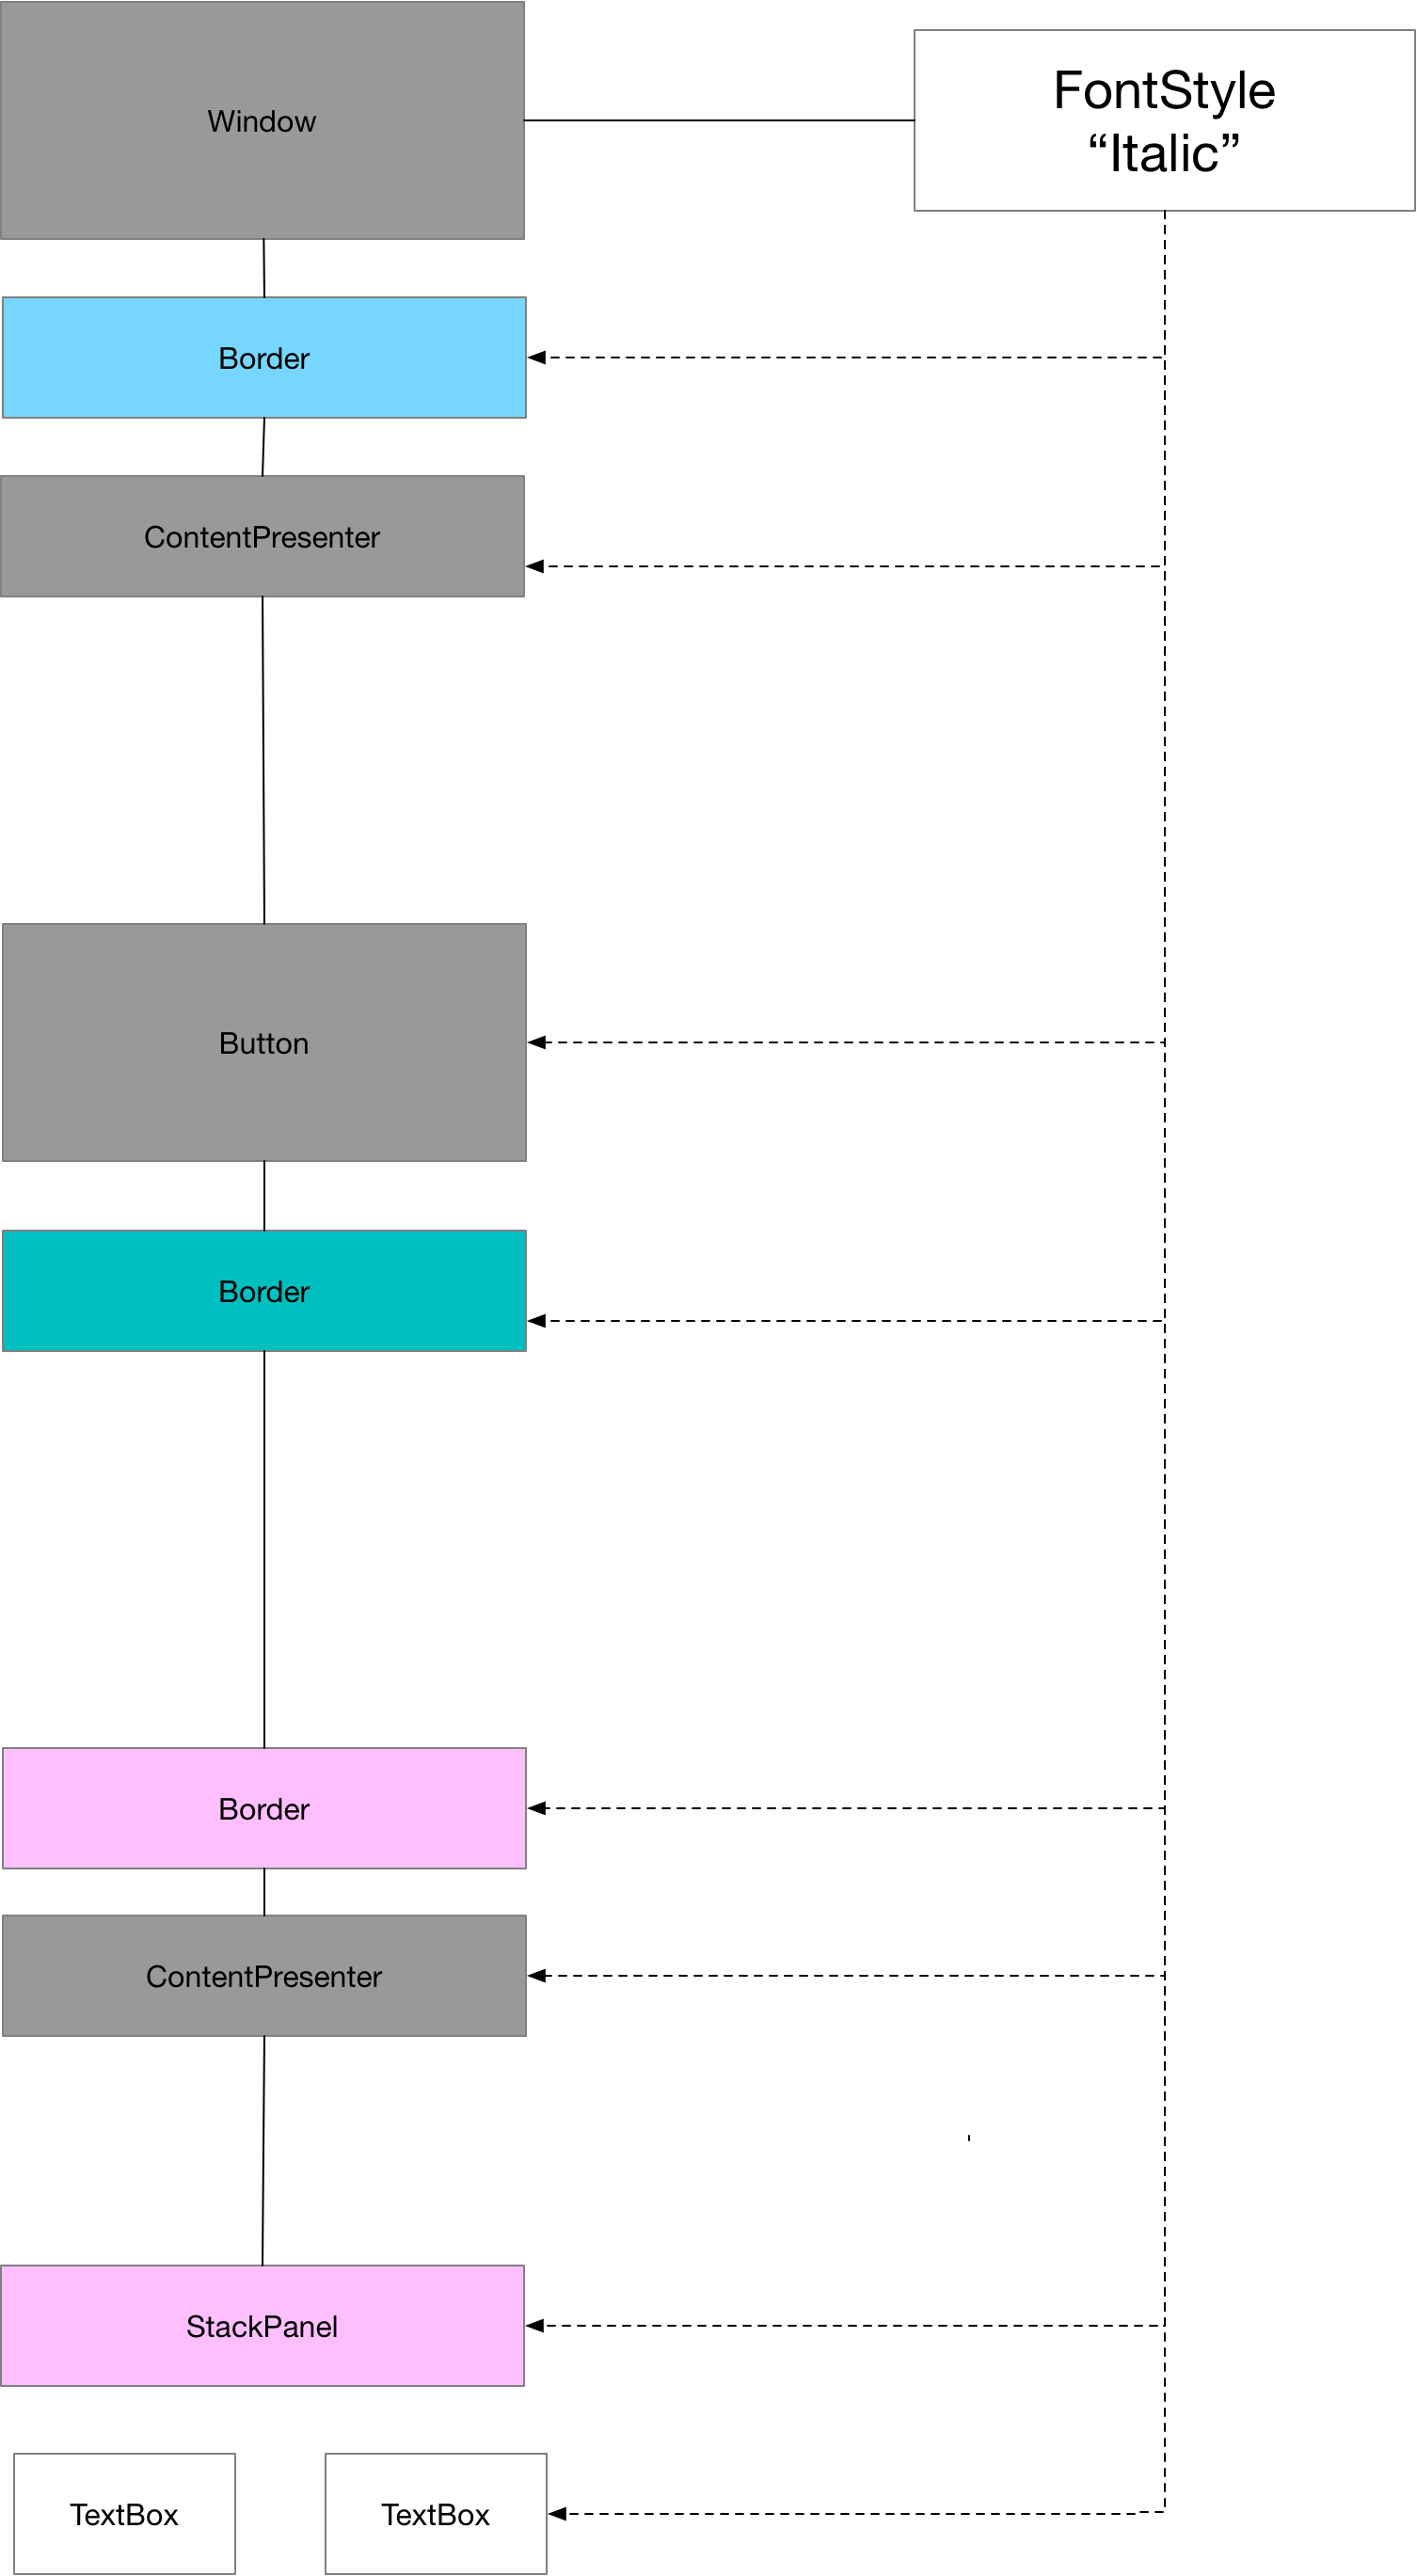 Window
FontStyle
“Italic”
Border
ContentPresenter
Button
Border
Border
ContentPresenter
StackPanel
TextBox
TextBox